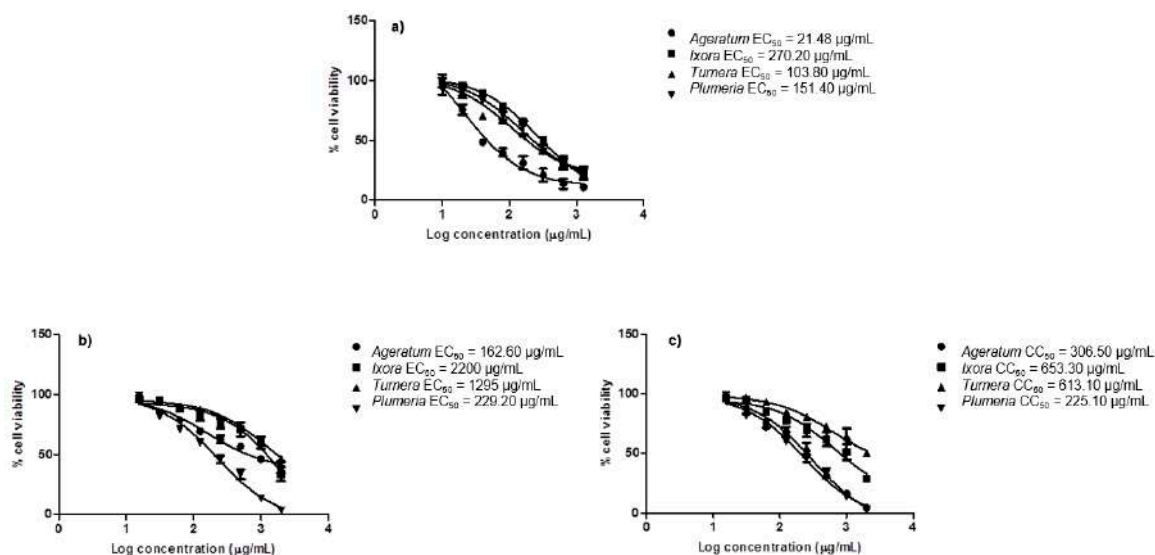 a)
Ageratum EC50 = 21.48 µg/mL
Ixora EC50 = 270.20 µg/mL
Turnera EC50 = 103.80 µg/mL
Plumeria EC50 = 151.40 µg/mL
150
100
50
0
% cell viability
0 1 2 3 4
Log concentration (µg/mL)
b)
Ageratum EC50 = 162.60 µg/mL
Ixora EC50 = 2200 µg/mL
Turnera EC50 = 1295 µg/mL
Plumeria EC50 = 229.20 µg/mL
150
100
50
0
% cell viability
0 1 2 3 4
Log concentration (µg/mL)
c)
Ageratum CC50 = 306.50 µg/mL
Ixora CC50 = 653.30 µg/mL
Turnera CC50 = 613.10 µg/mL
Plumeria CC50 = 225.10 µg/mL
150
100
50
0
% cell viability
0 1 2 3 4
Log concentration (µg/mL)